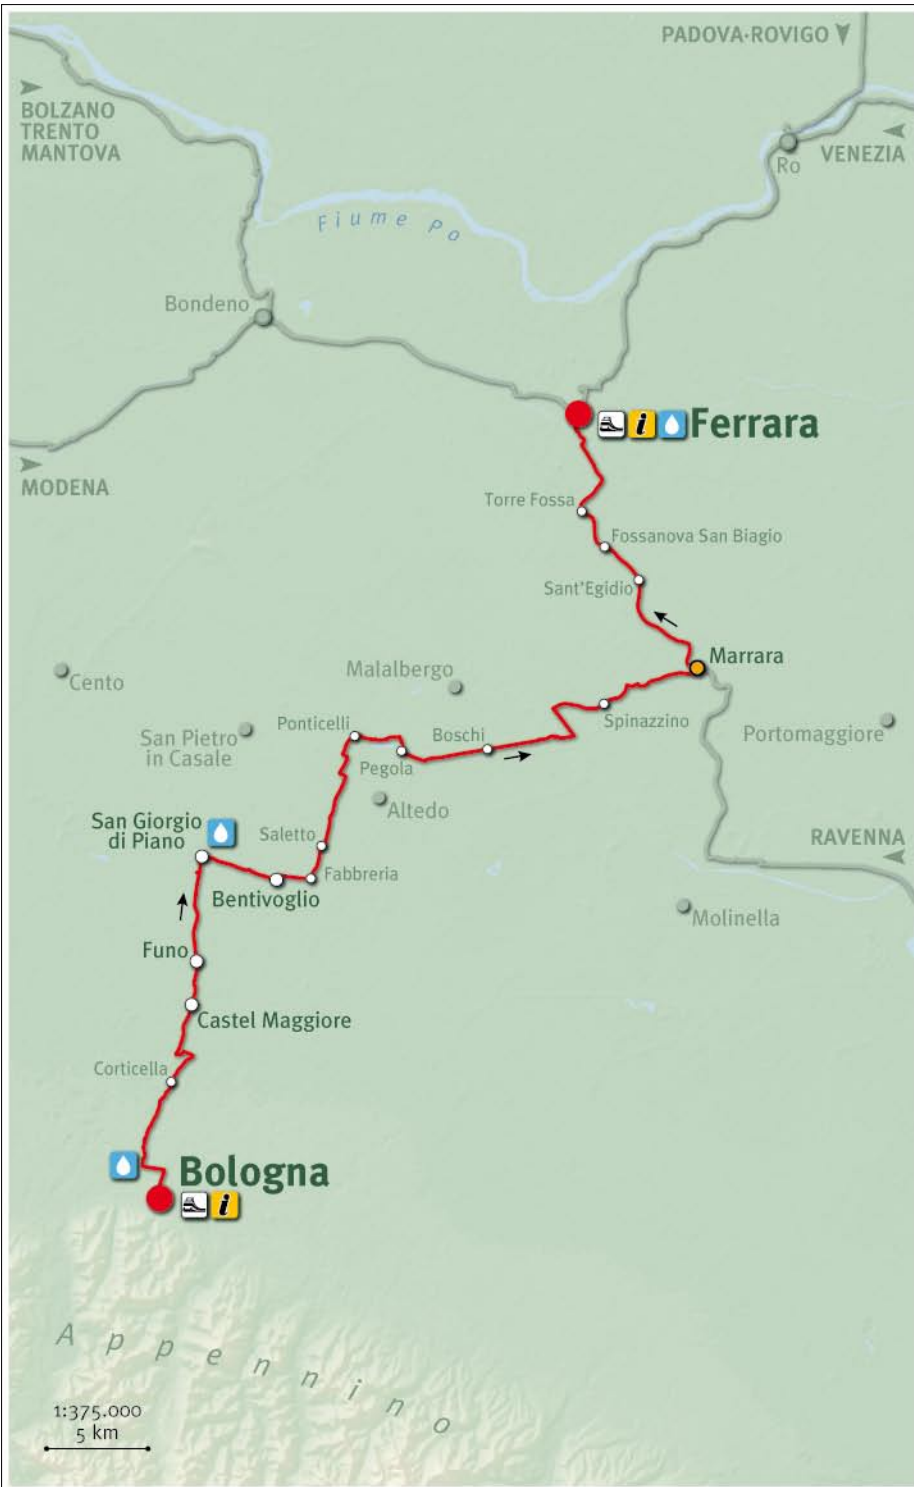 PADOVA·ROVIGO
BOLZANO
TRENTO
MANTOVA
VENEZIA
Ro
Fiume Po
Bondeno
Ferrara
i
MODENA
Torre Fossa
Fossanova San Biagio
Sant'Egidio
Marrara
Malalbergo
Cento
Ponticelli
Boschi
Spinazzino
Portomaggiore
San Pietro
in Casale
Pegola
Altedo
San Giorgio
di Piano
Saletto
RAVENNA
Fabbreria
Bentivoglio
Molinella
Funo
Castel Maggiore
Corticella
Bologna
i
Appennino
1:375.000
5 km